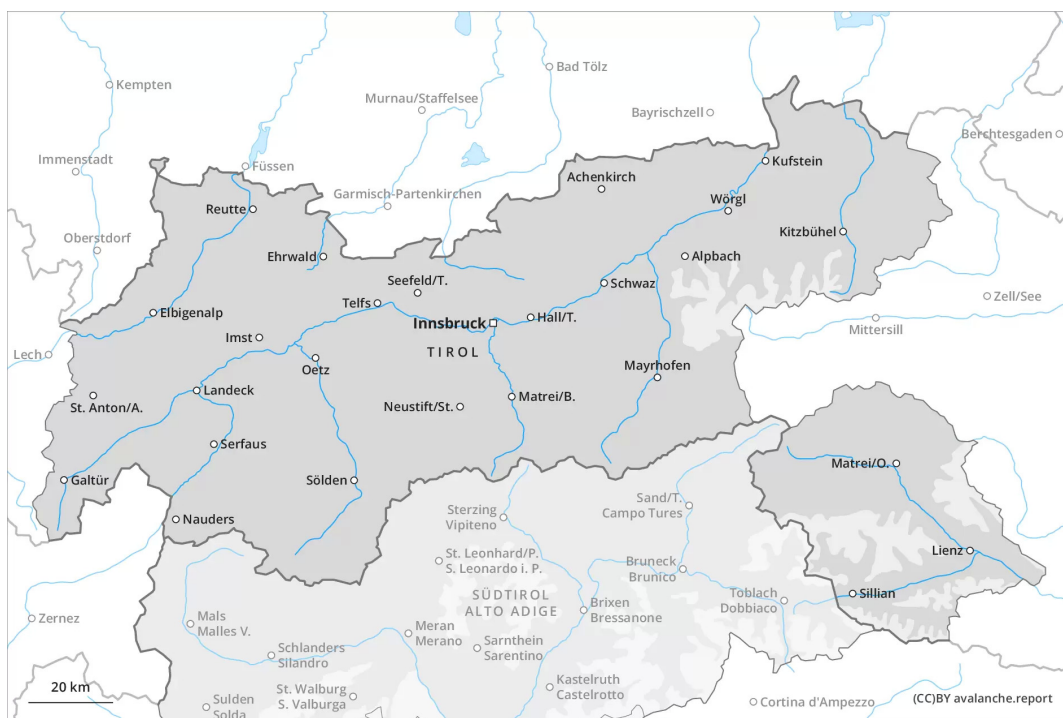 Kempten
Bad Tölz
Murnau/Staffelsee
Bayrischzell
Berchtesgaden
Immenstadt
Füssen
Kufstein
Achenkirch
Garmisch-Partenkirchen
Reutte
Wörgl
Oberstdorf
Kitzbühel
Ehrwald
Alpbach
Seefeld/T.
Schwaz
Zell/See
Telfs
Elbigenalp
Innsbruck
Hall/T.
Mittersill
Imst
Lech
TIROL
Oetz
Mayrhofen
Landeck
St. Anton/A.
Neustift/St.
Matrei/B.
Serfaus
Matrei/O.
Galtür
Sölden
Sand/T.
Campo Tures
Sterzing
Vipiteno
Nauders
Lienz
St. Leonhard/P.
S. Leonardo i. P.
Bruneck
Brunico
SÜDTIROL
ALTO ADIGE
Sillian
Toblach
Dobbiaco
Brixen
Bressanone
Zernez
Mals
Malles V.
Meran
Merano
Sarnthein
Sarentino
Schlanders
Silandro
Kastelruth
Castelrotto
20 km
St. Walburg
S. Valburga
Sulden
Solda
Cortina d'Ampezzo
(CC)BY avalanche.report